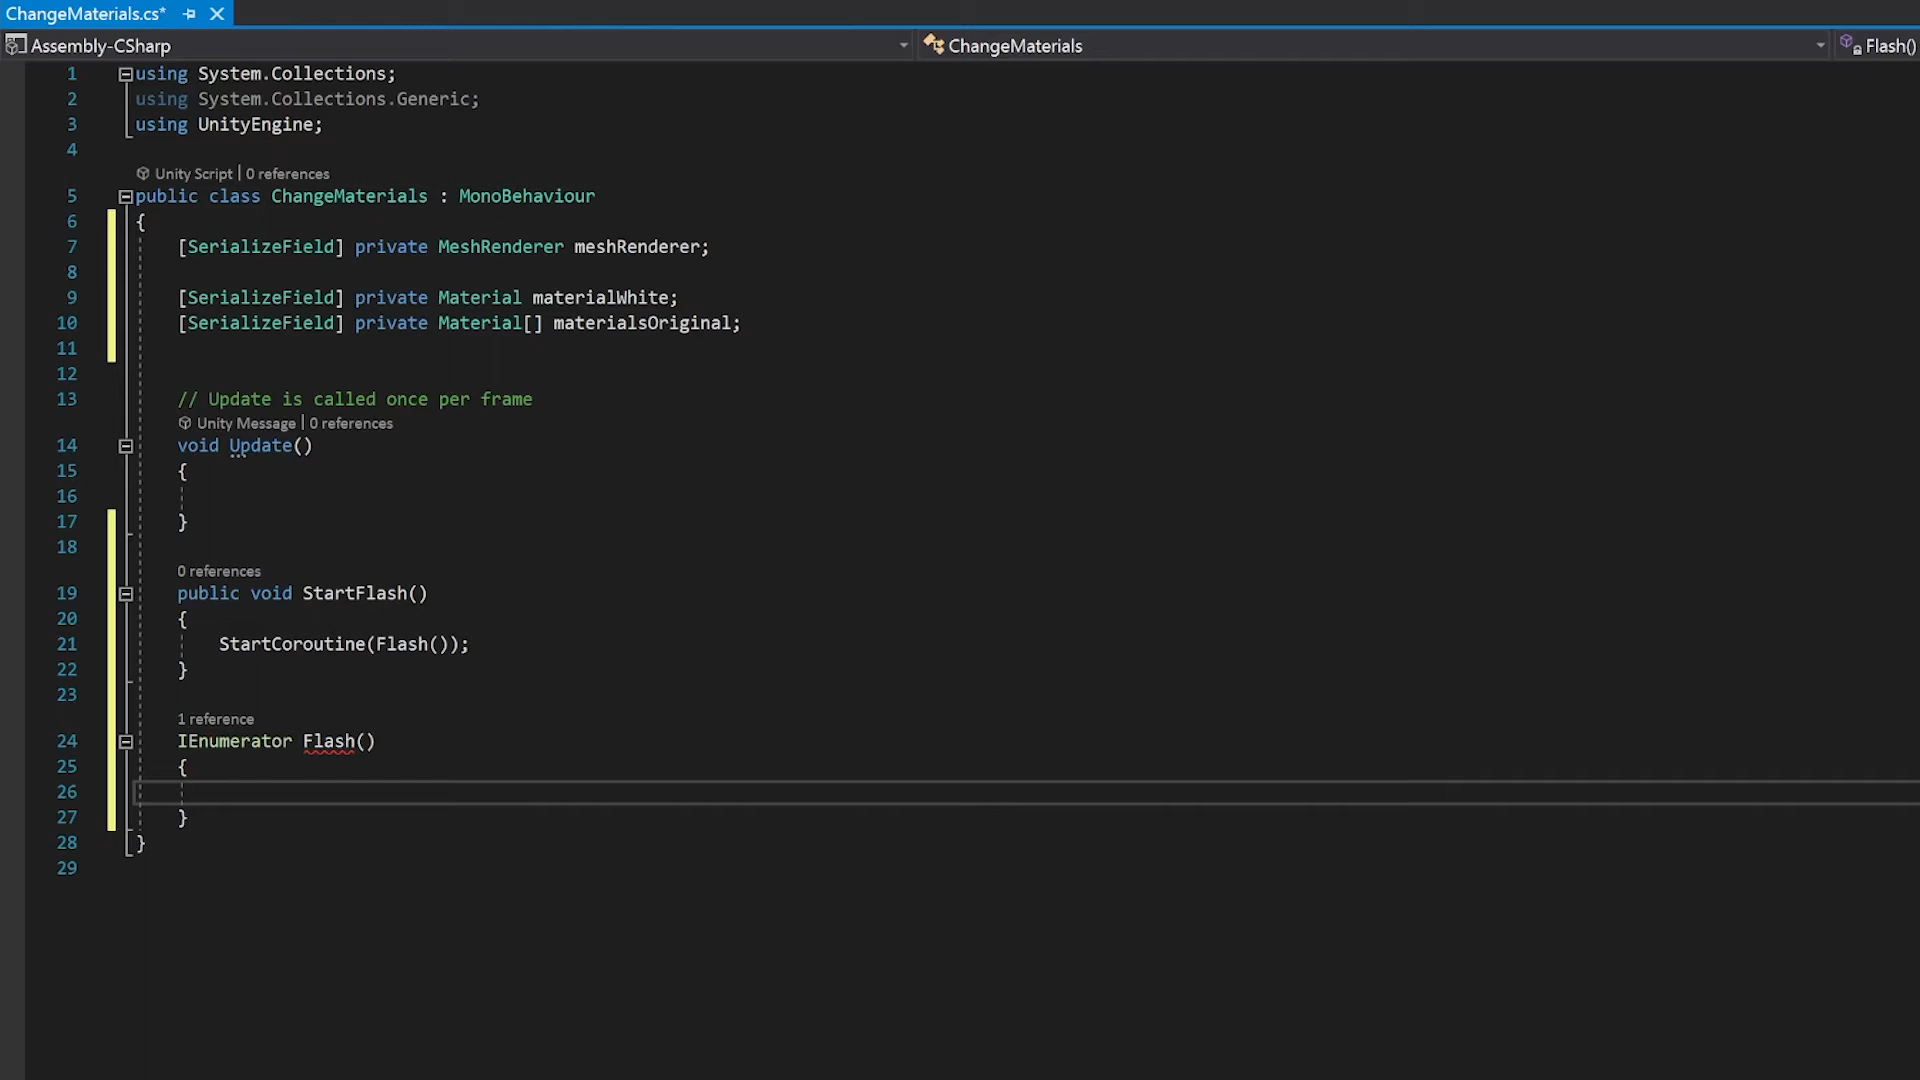 ChangeMaterials.cs*
Assembly-CSharp
ChangeMaterials
Flash()
1 using System.Collections;
2 using System.Collections.Generic;
3 using UnityEngine;
4
Unity Script | 0 references
5 public class ChangeMaterials : MonoBehaviour
6 {
7 [SerializeField] private MeshRenderer meshRenderer;
8
9 [SerializeField] private Material materialWhite;
10 [SerializeField] private Material[] materialsOriginal;
11
12
13 // Update is called once per frame
Unity Message | 0 references
14 void Update()
15 {
16
17 }
18
0 references
19 public void StartFlash()
20 {
21 StartCoroutine(Flash());
22 }
23
1 reference
24 IEnumerator Flash()
25 {
26
27 }
28 }
29